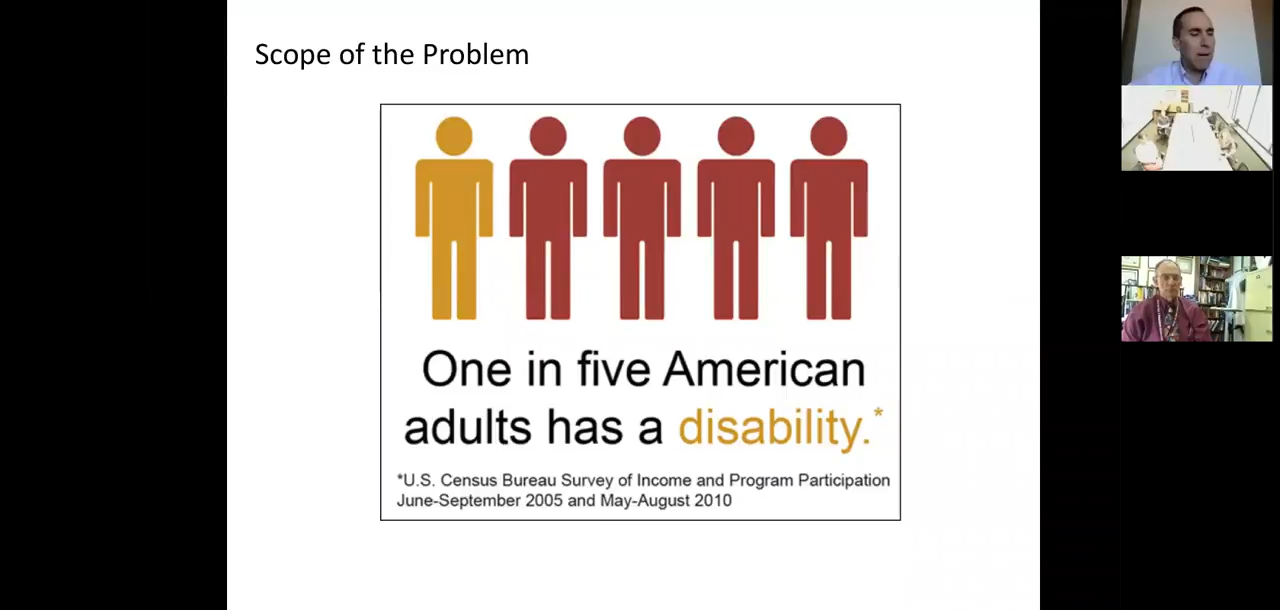 Scope of the Problem
One in five American
adults has a disability.*
*U.S. Census Bureau Survey of Income and Program Participation
June-September 2005 and May-August 2010